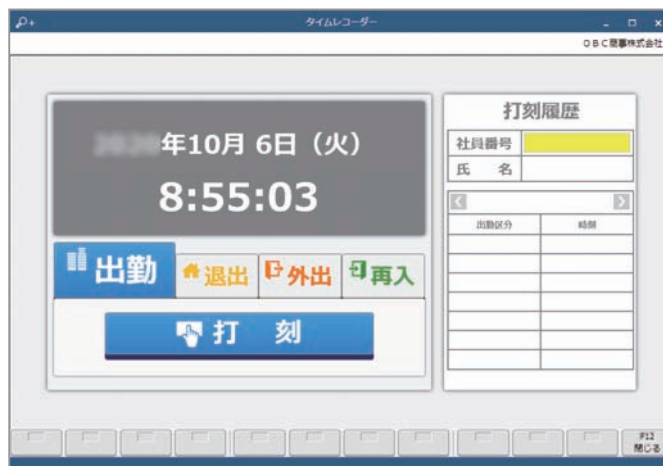 タイムレコーダー
OBC商事株式会社
年10月 6日（火）
8:55:03
出勤
退出
外出
再入
打 刻
打刻履歴
社員番号
氏 名
出勤区分 時刻
F12
閉じる